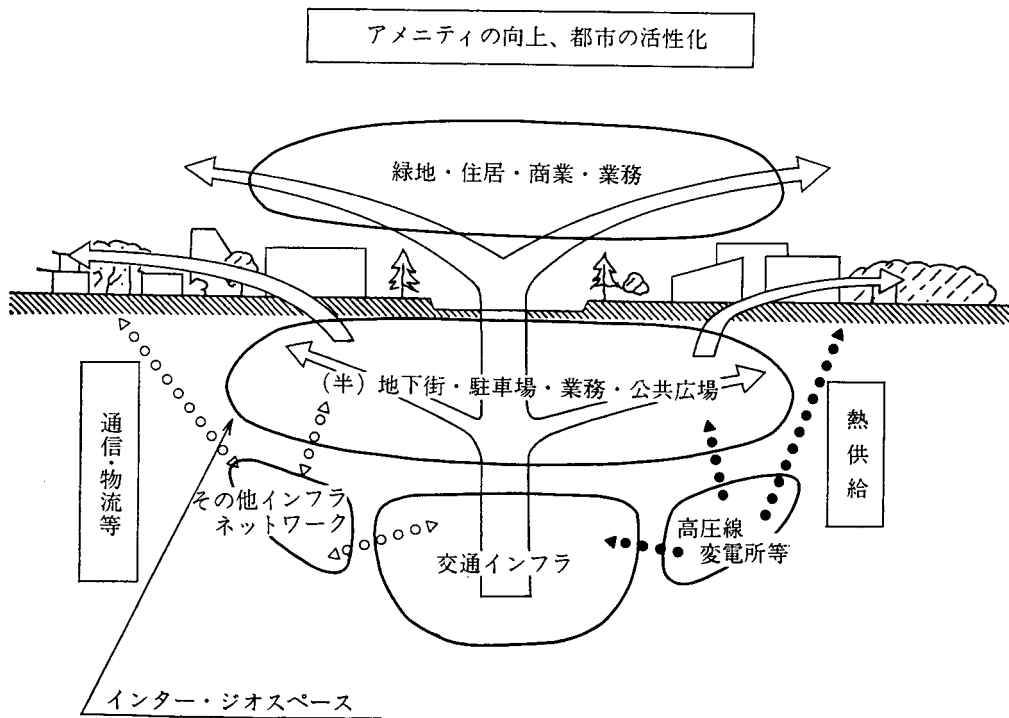 アメニティの向上、都市の活性化
緑地・住居・商業・業務
(半)地下街・駐車場・業務・公共広場
通信・物流等
熱供給
その他インフラ
ネットワーク
交通インフラ
高圧線
変電所等
インター・ジオスペース